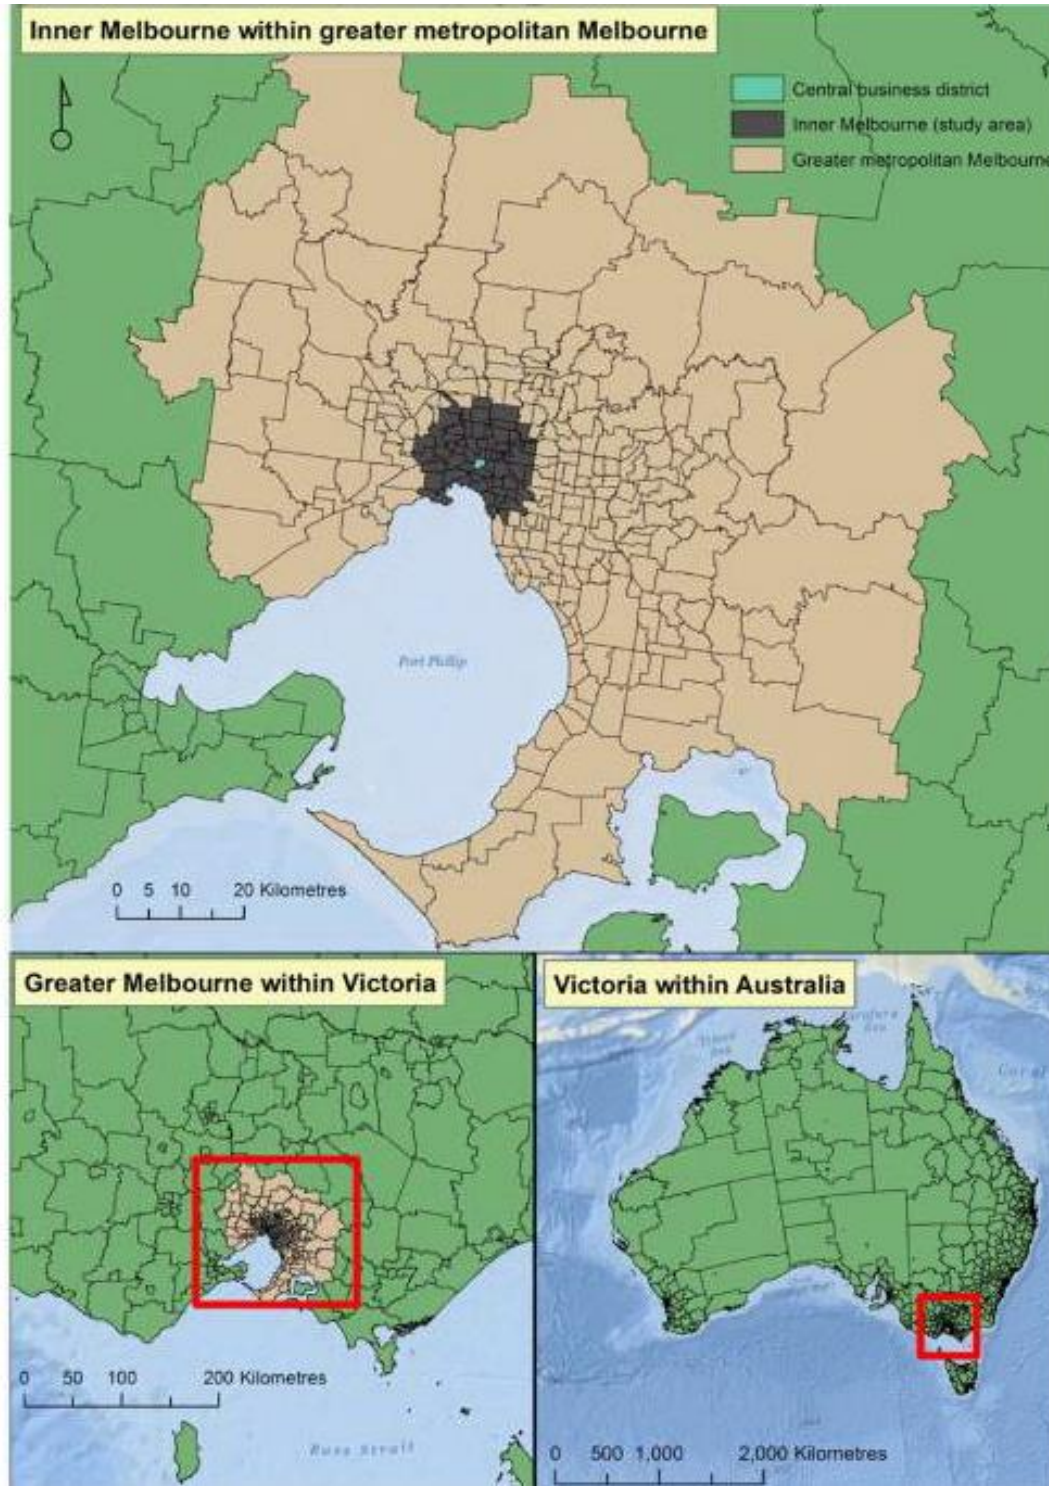 Inner Melbourne within greater metropolitan Melbourne
Central business district
Inner Melbourne (study area)
Greater metropolitan Melbourne
Port Phillip
0 5 10 20 Kilometres
Greater Melbourne within Victoria
0 50 100 200 Kilometres
Strait
Victoria within Australia
Sea
Coral
0 500 1,000 2,000 Kilometres